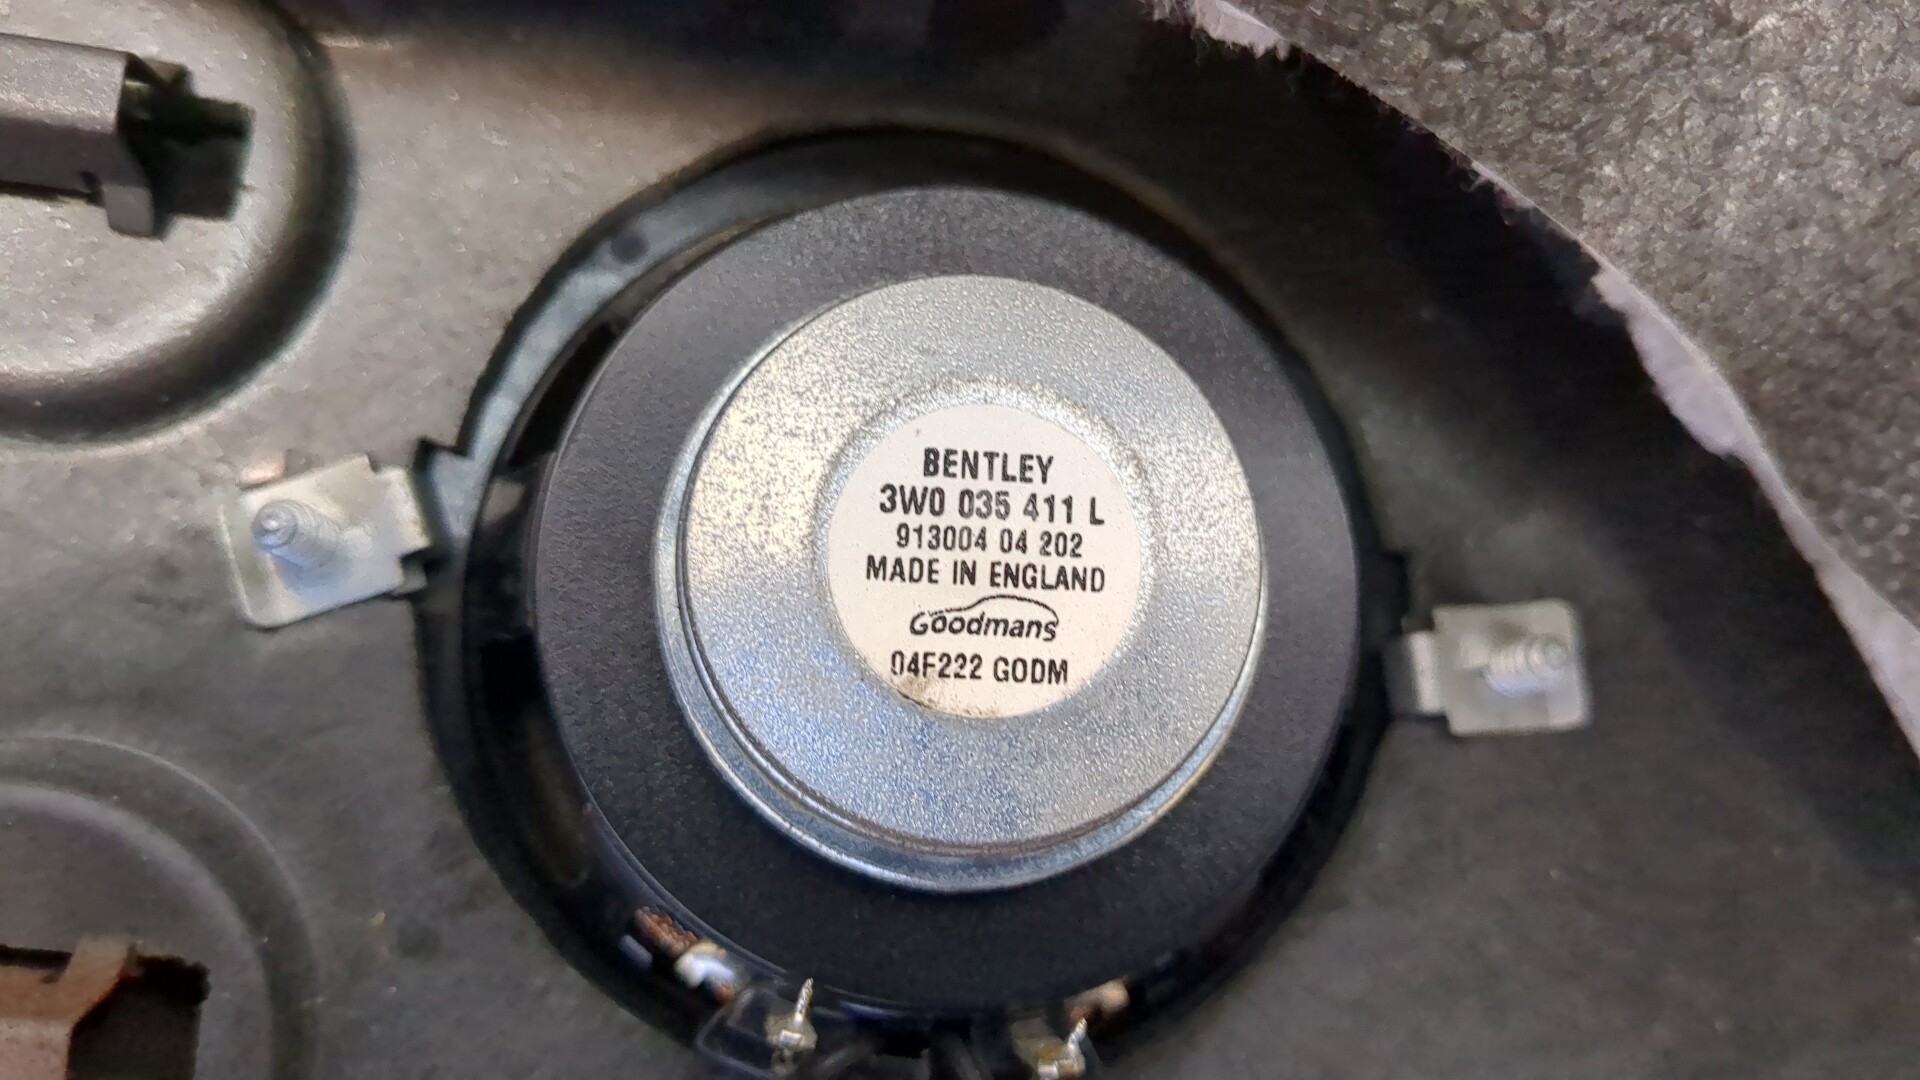 BENTLEY
3W0 035 411 L
913004 04 202
MADE IN ENGLAND
Goodmans
04F222 GODM